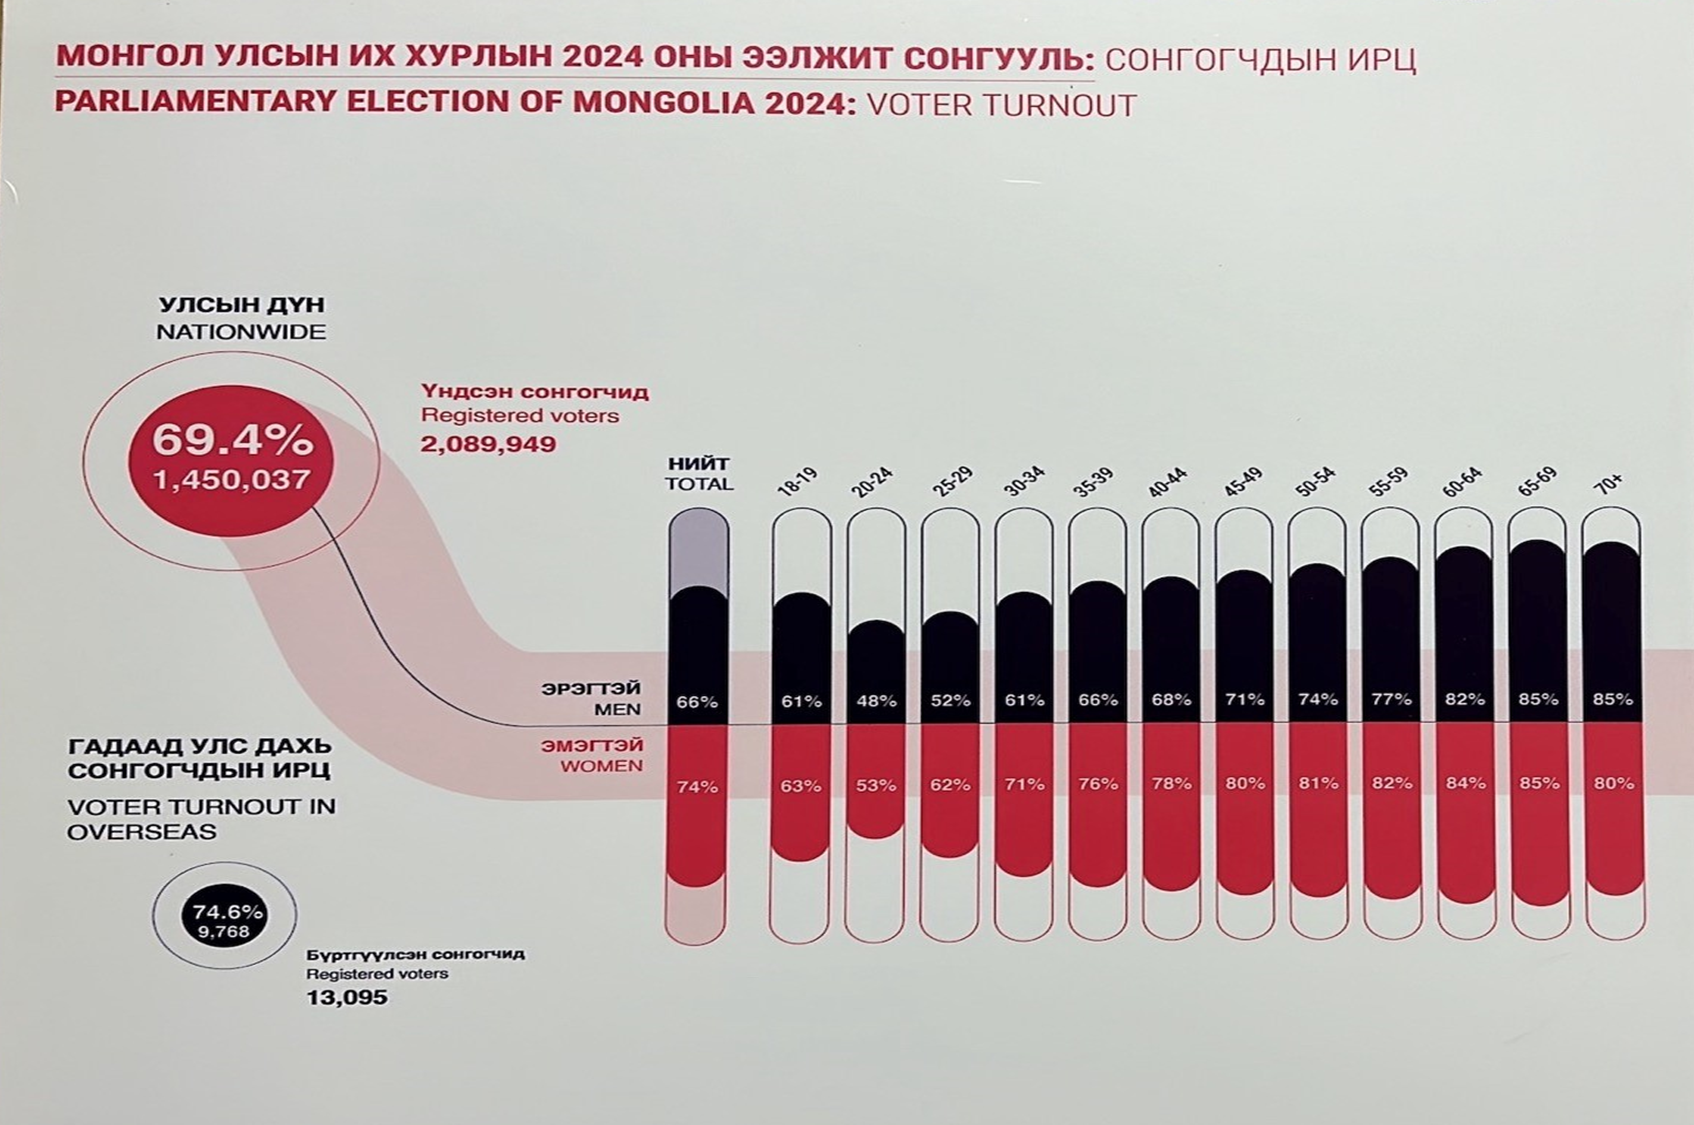 МОНГОЛ УЛСЫН ИХ ХУРЛЫН 2024 ОНЫ ЭЭЛЖИТ СОНГУУЛЬ: СОНГОГЧДЫН ИРЦ
PARLIAMENTARY ELECTION OF MONGOLIA 2024: VOTER TURNOUT
УЛСЫН ДҮН
NATIONWIDE
69.4%
1,450,037
Үндсэн сонгогчид
Registered voters
2,089,949
НИЙТ
TOTAL
18-19 20-24 25-29 30-34 35-39 40-44 45-49 50-54 55-59 60-64 65-69 70+
ЭРЭГТЭЙ
MEN
66% 61% 48% 52% 61% 66% 68% 71% 74% 77% 82% 85% 85%
ЭМЭГТЭЙ
WOMEN
74% 63% 53% 62% 71% 76% 78% 80% 81% 82% 84% 85% 80%
ГАДААД УЛС ДАХЬ
СОНГОГЧДЫН ИРЦ
VOTER TURNOUT IN
OVERSEAS
74.6%
9,768
Бүртгүүлсэн сонгогчид
Registered voters
13,095